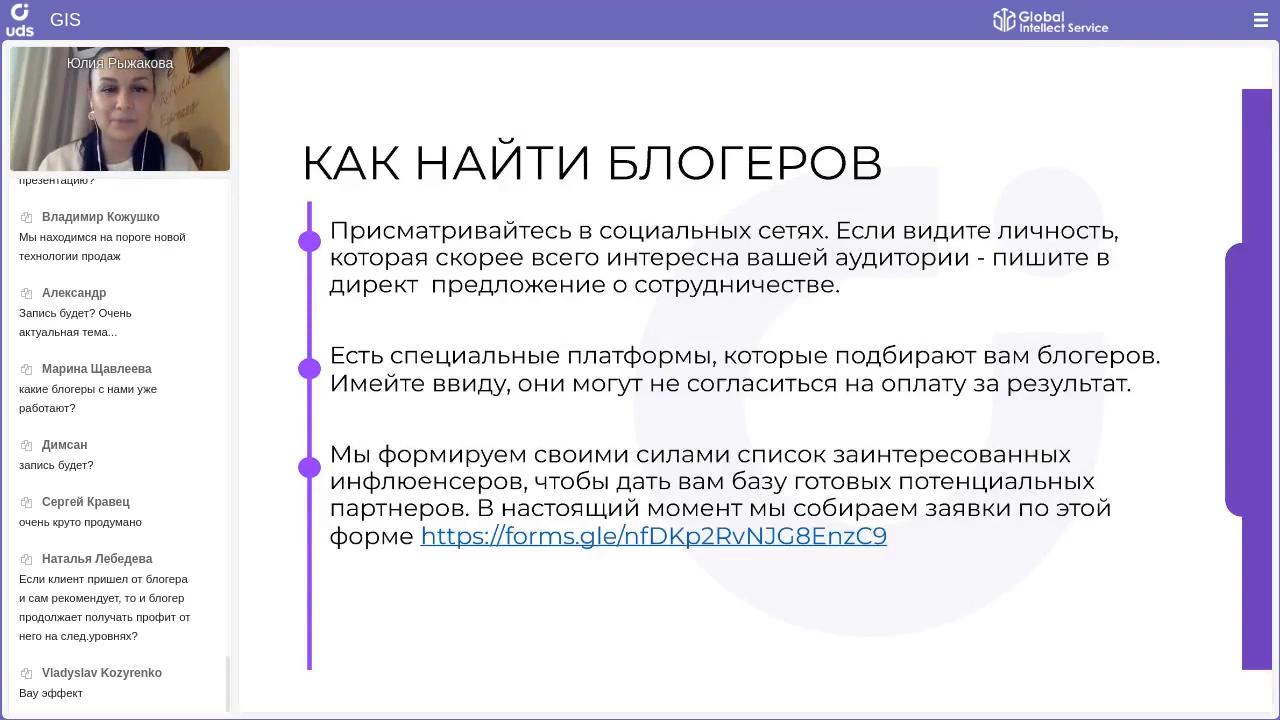 uds
GIS
Global
Intellect Service
Юлия Рыжакова
презентацию?
Владимир Кожушко
Мы находимся на пороге новой
технологии продаж
Александр
Запись будет? Очень
актуальная тема...
Марина Щавлеева
какие блогеры с нами уже
работают?
Димсан
запись будет?
Сергей Кравец
очень круто продумано
Наталья Лебедева
Если клиент пришел от блогера
и сам рекомендует, то и блогер
продолжает получать профит от
него на след.уровнях?
Vladyslav Kozyrenko
Вау эффект
КАК НАЙТИ БЛОГЕРОВ
Присматривайтесь в социальных сетях. Если видите личность,
которая скорее всего интересна вашей аудитории - пишите в
директ предложение о сотрудничестве.
Есть специальные платформы, которые подбирают вам блогеров.
Имейте ввиду, они могут не согласиться на оплату за результат.
Мы формируем своими силами список заинтересованных
инфлюенсеров, чтобы дать вам базу готовых потенциальных
партнеров. В настоящий момент мы собираем заявки по этой
форме https://forms.gle/nfDKp2RvNJG8EnzC9